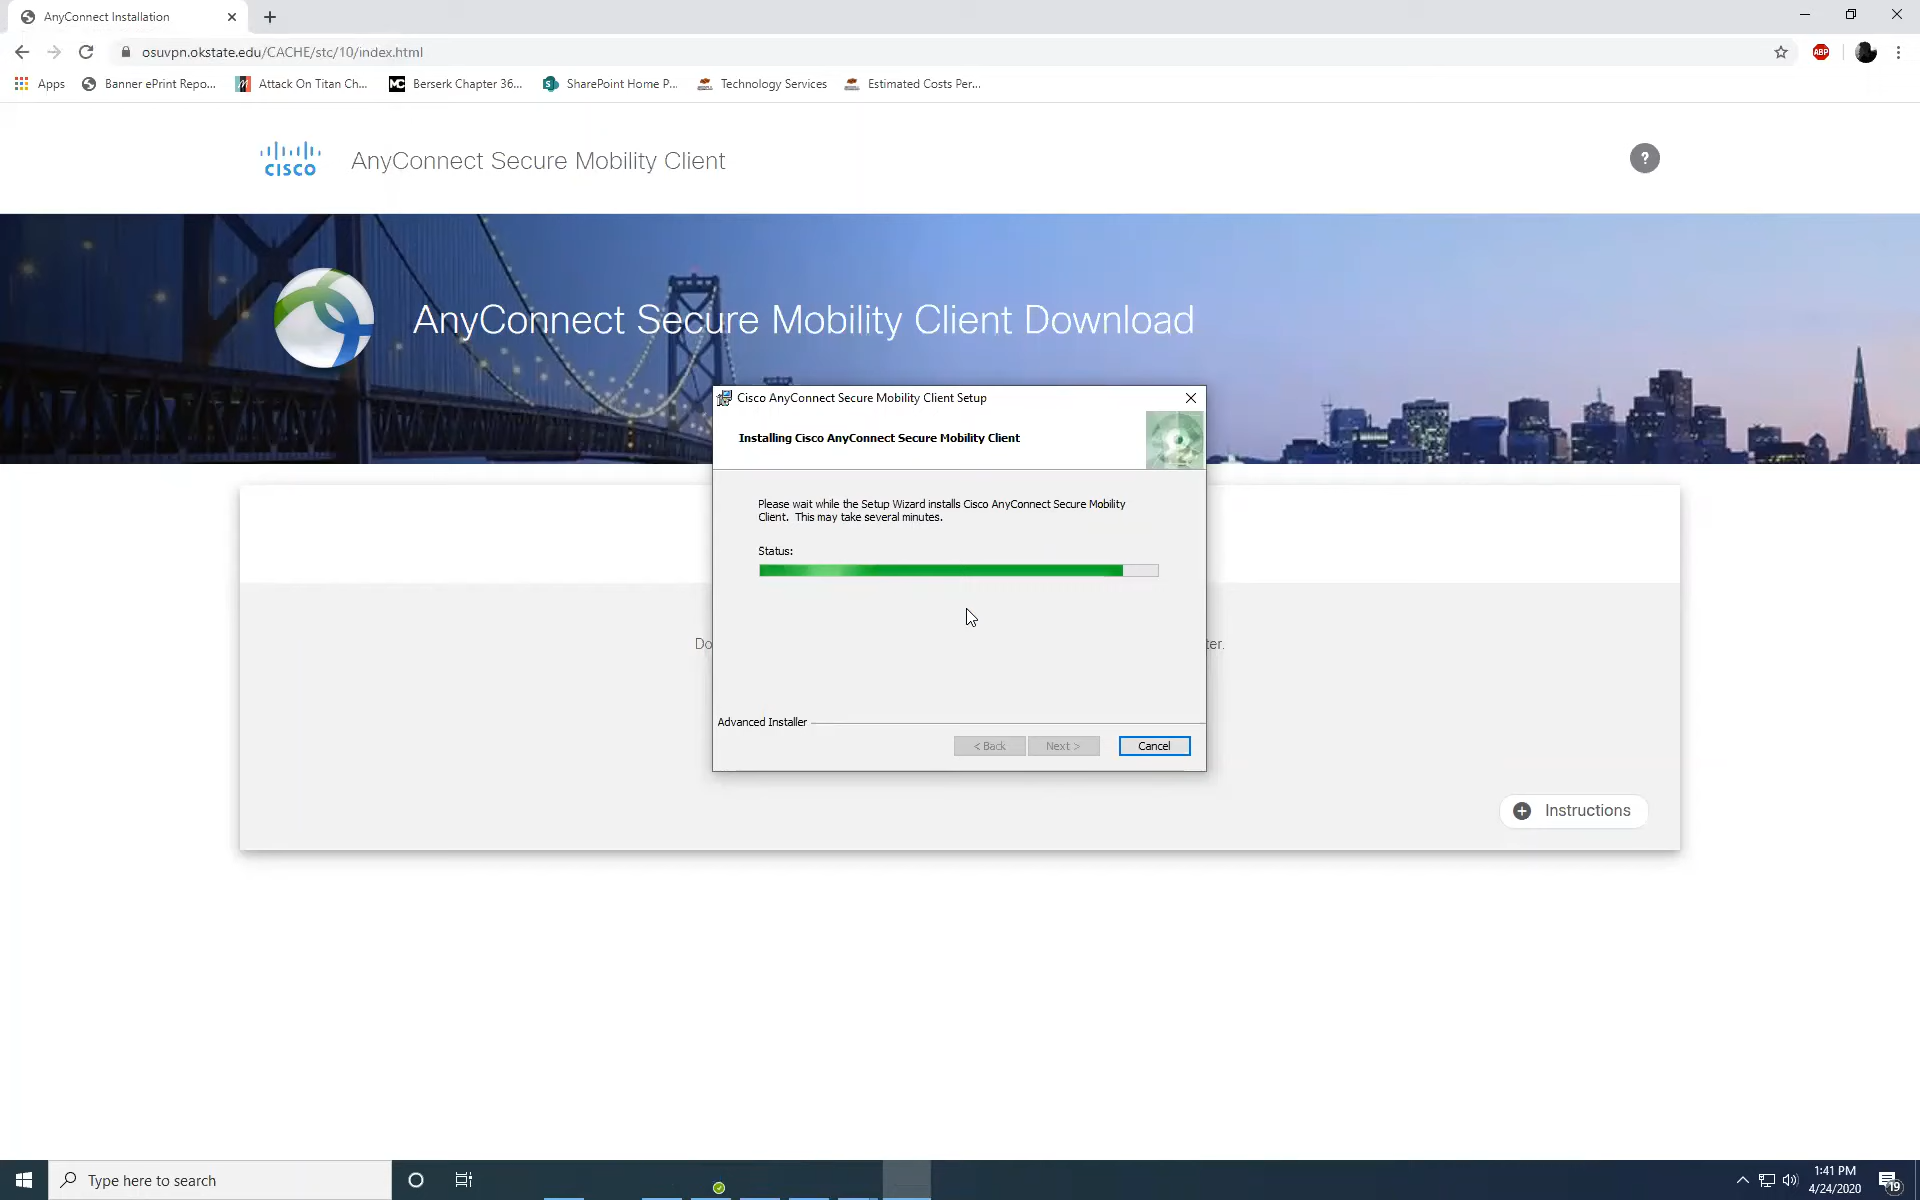 AnyConnect Installation
osuvpn.okstate.edu/CACHE/stc/10/index.html
ABP
Apps
Banner ePrint Repo...
Attack On Titan Ch...
MC
Berserk Chapter 36...
SharePoint Home P...
Technology Services
Estimated Costs Per...
CISCO
AnyConnect Secure Mobility Client
?
AnyConnect Secure Mobility Client Download
Cisco AnyConnect Secure Mobility Client Setup
Installing Cisco AnyConnect Secure Mobility Client
Please wait while the Setup Wizard installs Cisco AnyConnect Secure Mobility
Client. This may take several minutes.
Status:
Do
ter.
Advanced Installer
< Back
Next >
Cancel
Instructions
Type here to search
1:41 PM
4/24/2020
19